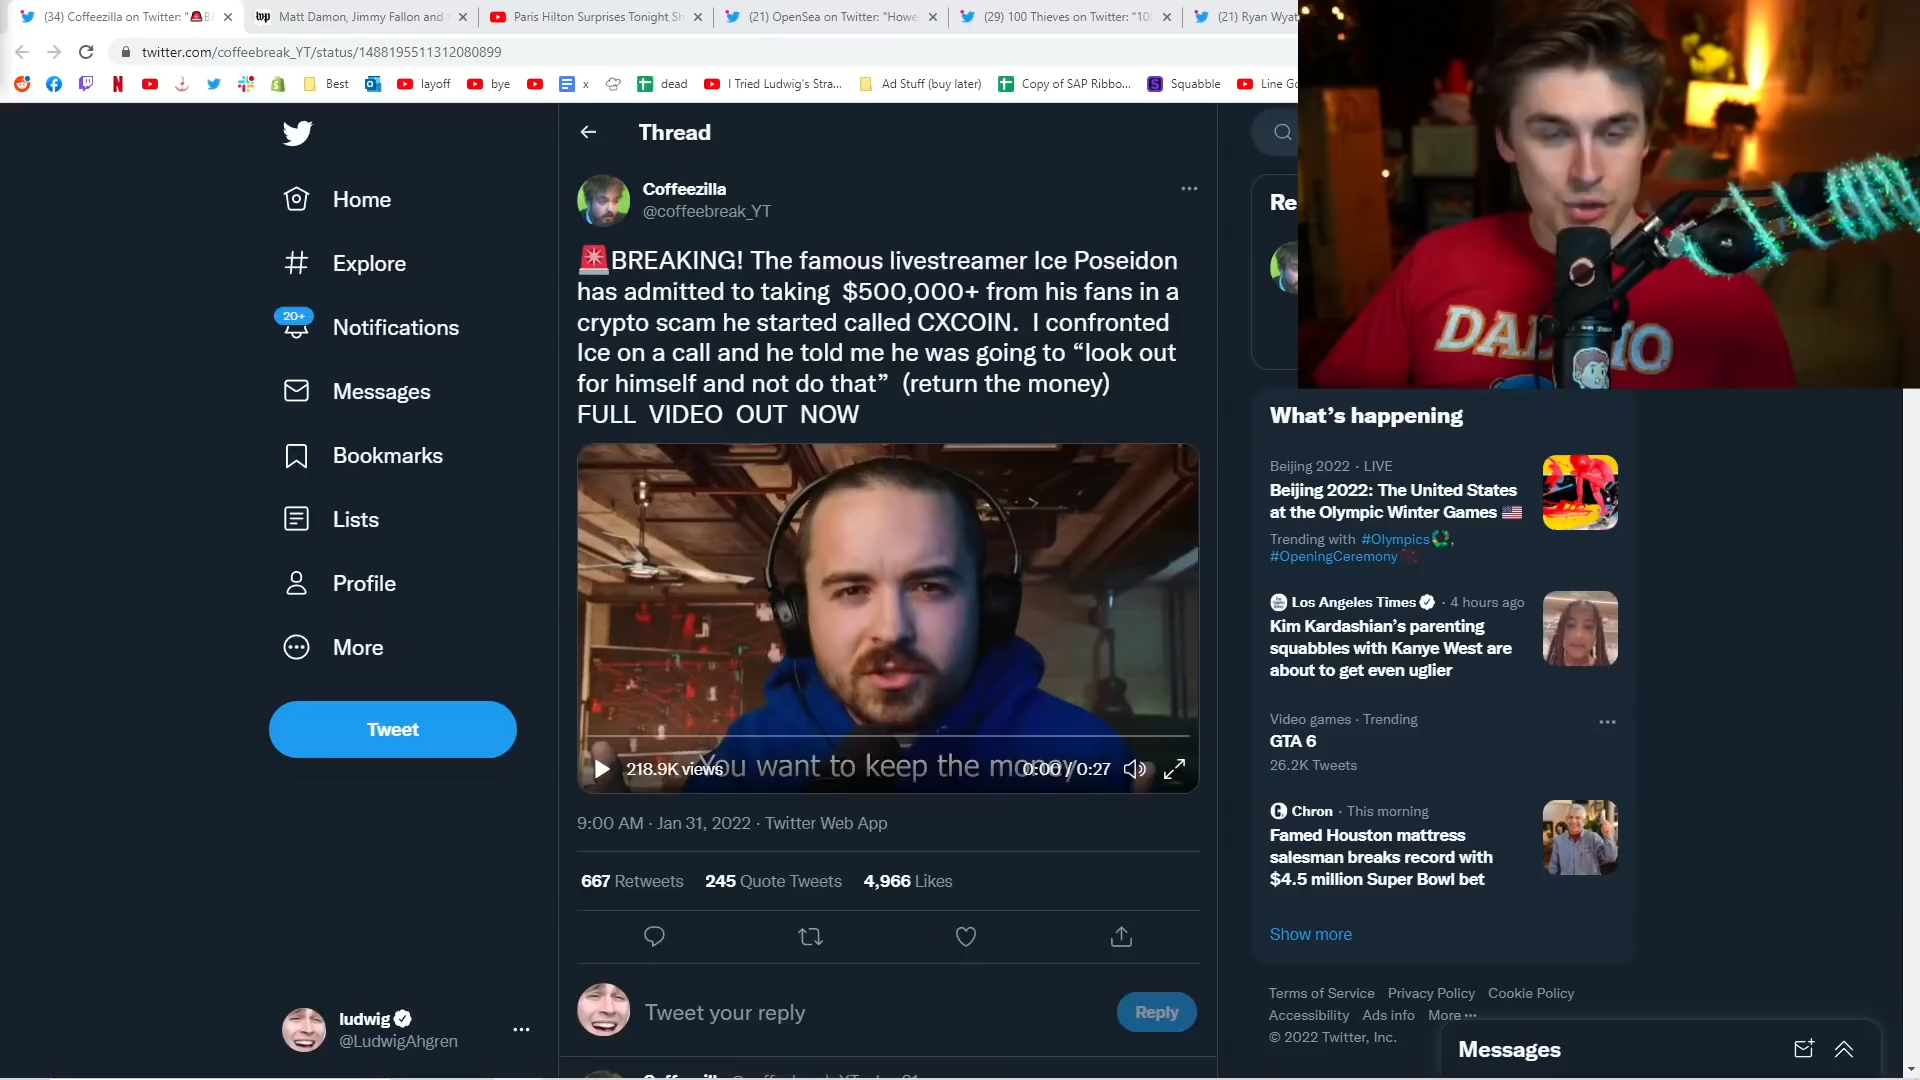 (34) Coffeezilla on Twitter: "🚨B
Matt Damon, Jimmy Fallon and
Paris Hilton Surprises Tonight S
(21) OpenSea on Twitter: "Howe
(29) 100 Thieves on Twitter: "10
(21) Ryan Wyat
twitter.com/coffeebreak_YT/status/1488195511312080899
Best
layoff
bye
x
dead
I Tried Ludwig's Stra...
Ad Stuff (buy later)
Copy of SAP Ribbo...
Squabble
Line Go
Home
Explore
20+
Notifications
Messages
Bookmarks
Lists
Profile
More
Tweet
ludwig
@LudwigAhgren
Thread
Coffeezilla
@coffeebreak_YT
🚨BREAKING! The famous livestreamer Ice Poseidon
has admitted to taking $500,000+ from his fans in a
crypto scam he started called CXCOIN. I confronted
Ice on a call and he told me he was going to “look out
for himself and not do that” (return the money)
FULL VIDEO OUT NOW
You want to keep the money
218.9K views
0:00 / 0:27
9:00 AM · Jan 31, 2022 · Twitter Web App
667 Retweets 245 Quote Tweets 4,966 Likes
Tweet your reply
Reply
Re
What’s happening
Beijing 2022 · LIVE
Beijing 2022: The United States
at the Olympic Winter Games 🇺🇸
Trending with #Olympics,
#OpeningCeremony
Los Angeles Times · 4 hours ago
Kim Kardashian’s parenting
squabbles with Kanye West are
about to get even uglier
Video games · Trending
GTA 6
26.2K Tweets
Chron · This morning
Famed Houston mattress
salesman breaks record with
$4.5 million Super Bowl bet
Show more
Terms of Service Privacy Policy Cookie Policy
Accessibility Ads info More ···
© 2022 Twitter, Inc.
Messages